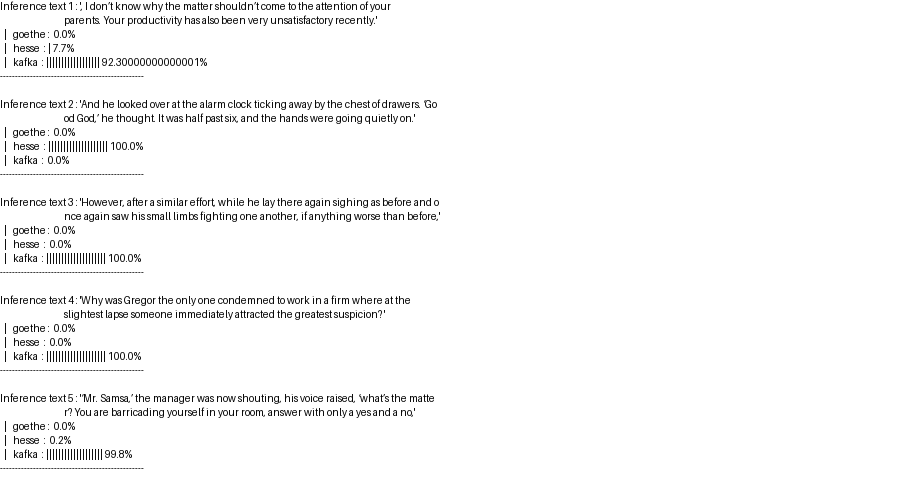 Inference text 1 : ', I don't know why the matter shouldn't come to the attention of your
parents. Your productivity has also been very unsatisfactory recently.'
| goethe : 0.0%
| hesse : | 7.7%
| kafka : |||||||||||||||||| 92.30000000000001%
------------------------------------------------
Inference text 2 : 'And he looked over at the alarm clock ticking away by the chest of drawers. 'Go
od God,' he thought. It was half past six, and the hands were going quietly on.'
| goethe : 0.0%
| hesse : |||||||||||||||||||| 100.0%
| kafka : 0.0%
------------------------------------------------
Inference text 3 : 'However, after a similar effort, while he lay there again sighing as before and o
nce again saw his small limbs fighting one another, if anything worse than before,'
| goethe : 0.0%
| hesse : 0.0%
| kafka : |||||||||||||||||||| 100.0%
------------------------------------------------
Inference text 4 : 'Why was Gregor the only one condemned to work in a firm where at the
slightest lapse someone immediately attracted the greatest suspicion?'
| goethe : 0.0%
| hesse : 0.0%
| kafka : |||||||||||||||||||| 100.0%
------------------------------------------------
Inference text 5 : ''Mr. Samsa,' the manager was now shouting, his voice raised, 'what's the matte
r? You are barricading yourself in your room, answer with only a yes and a no,'
| goethe : 0.0%
| hesse : 0.2%
| kafka : ||||||||||||||||||| 99.8%
------------------------------------------------